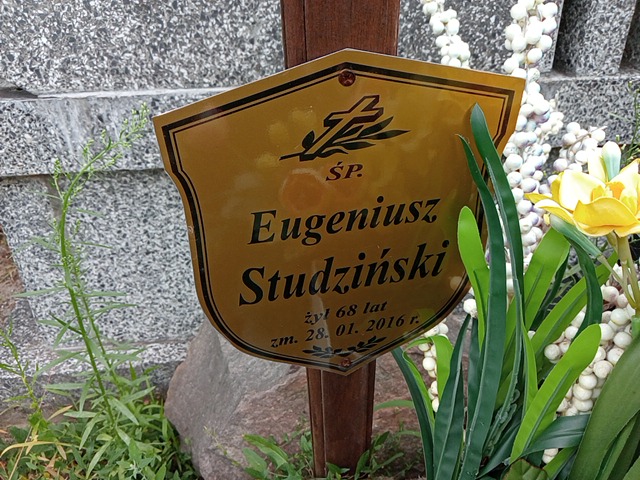 ŚP.
Eugeniusz
Studziński
żył 68 lat
zm. 28. 01. 2016 r.